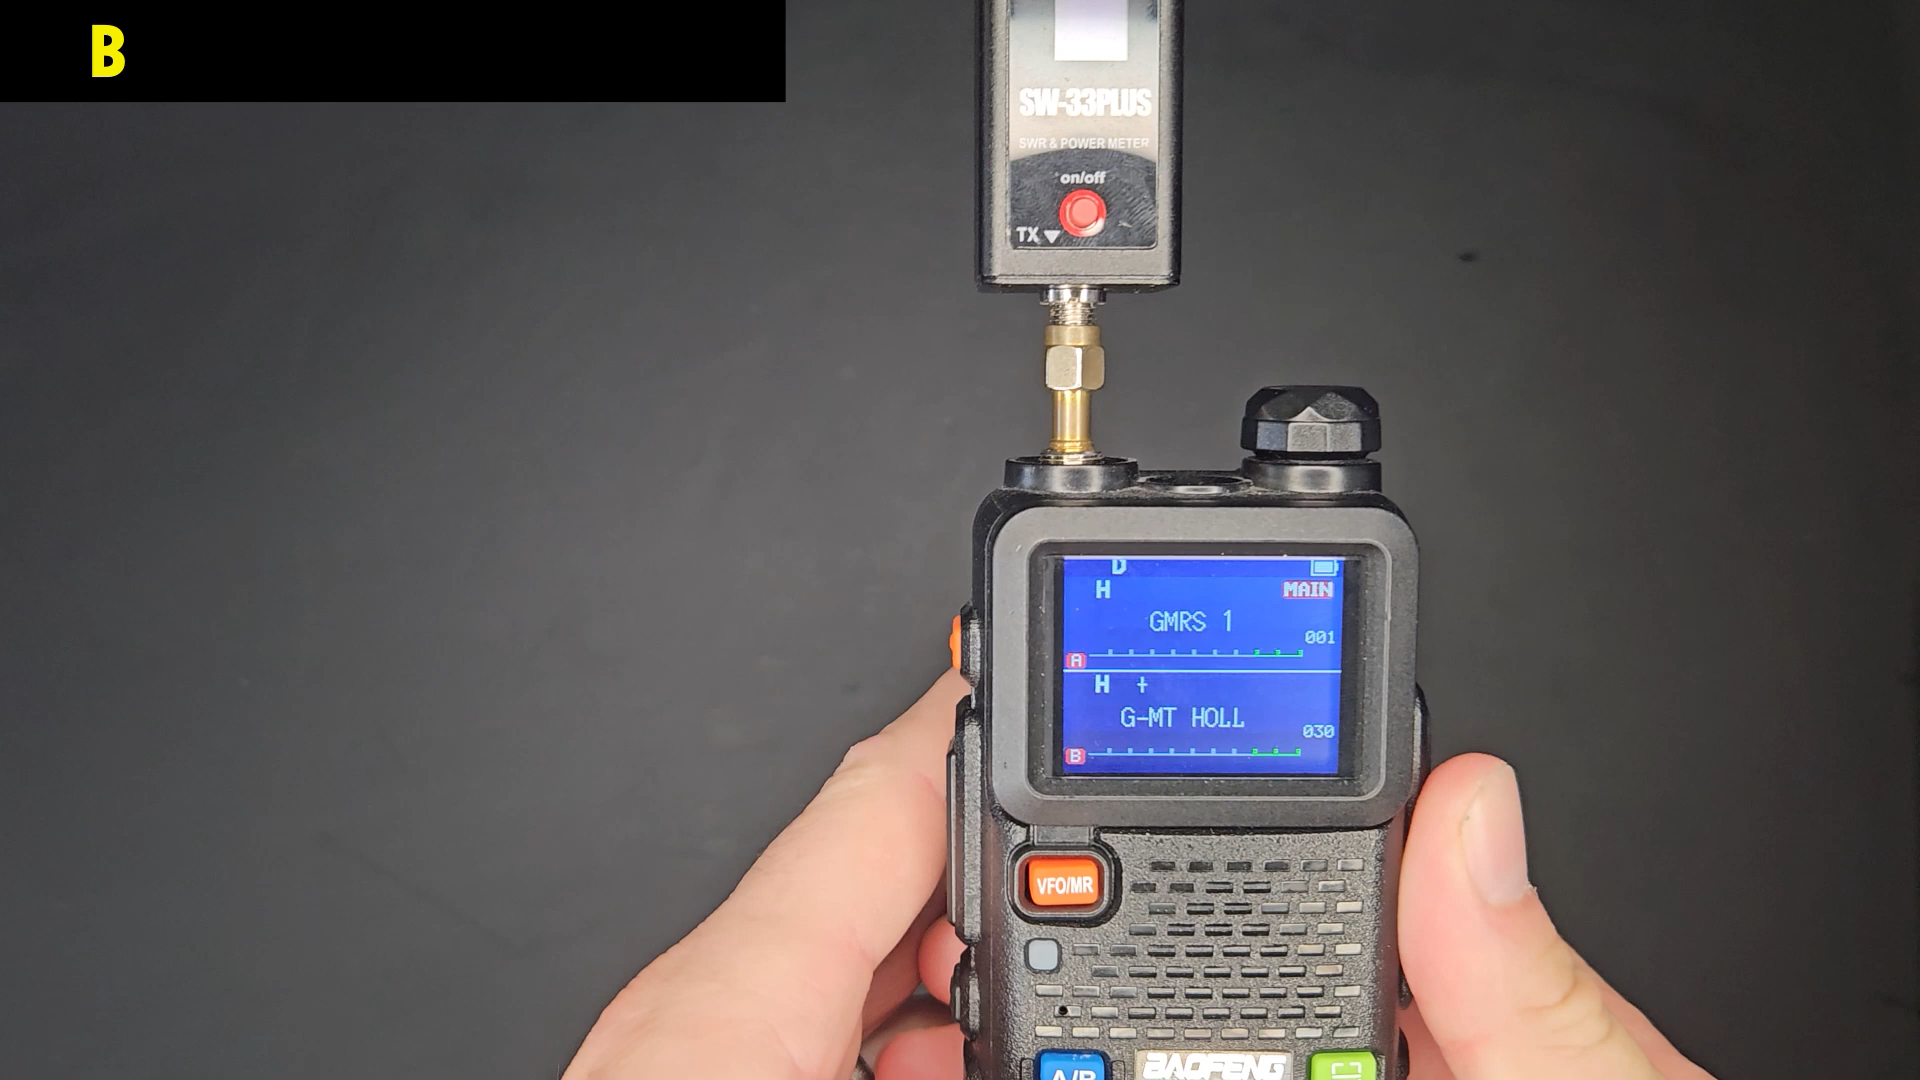 B
SW-33PLUS
SWR & POWER METER
on/off
TX
D
H MAIN
GMRS 1
001
A
H +
G-MT HOLL
030
B
VFO/MR
A/B
BAOFENG